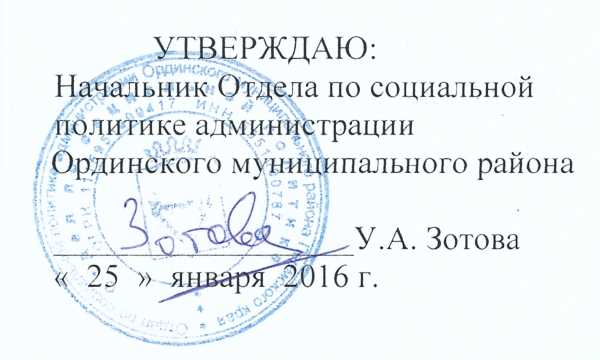 УТВЕРЖДАЮ:
Начальник Отдела по социальной
политике администрации
Ординского муниципального района
Зотова
У.А. Зотова
« 25 » января 2016 г.